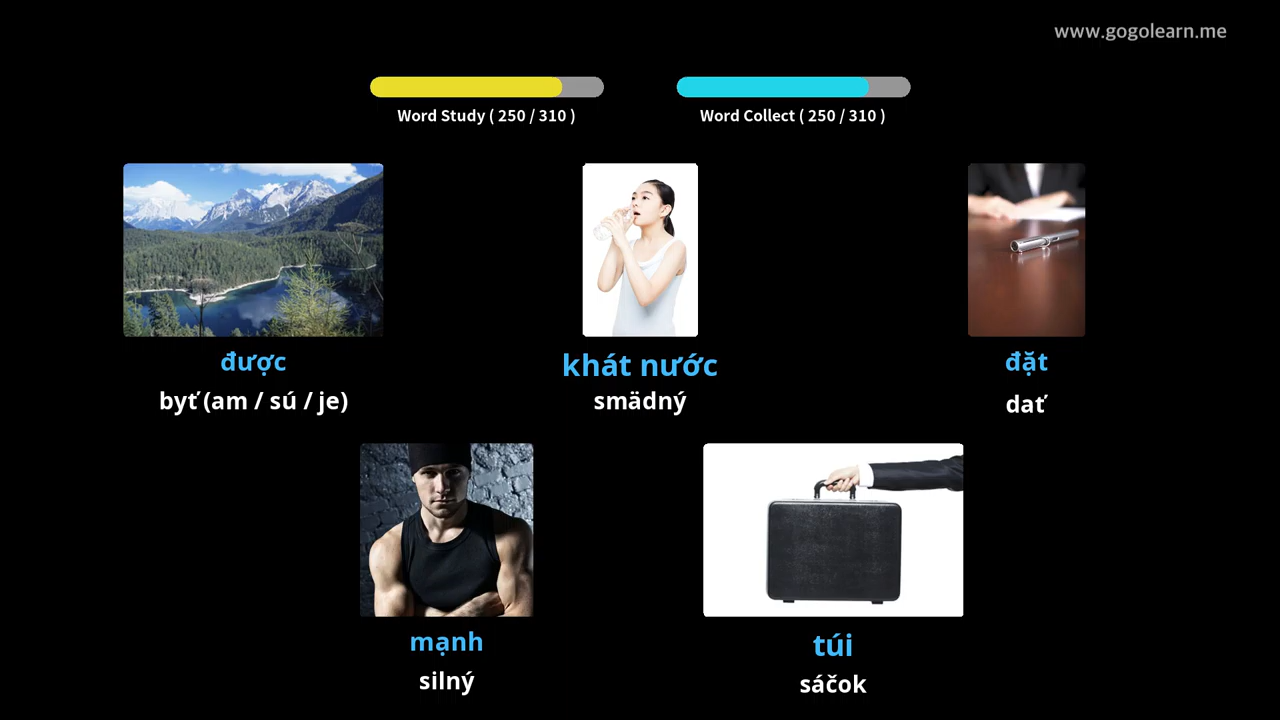 www.gogolearn.me
Word Study ( 250 / 310 )
Word Collect ( 250 / 310 )
được
khát nước
đặt
byť (am / sú / je)
smädný
dať
mạnh
túi
silný
sáčok